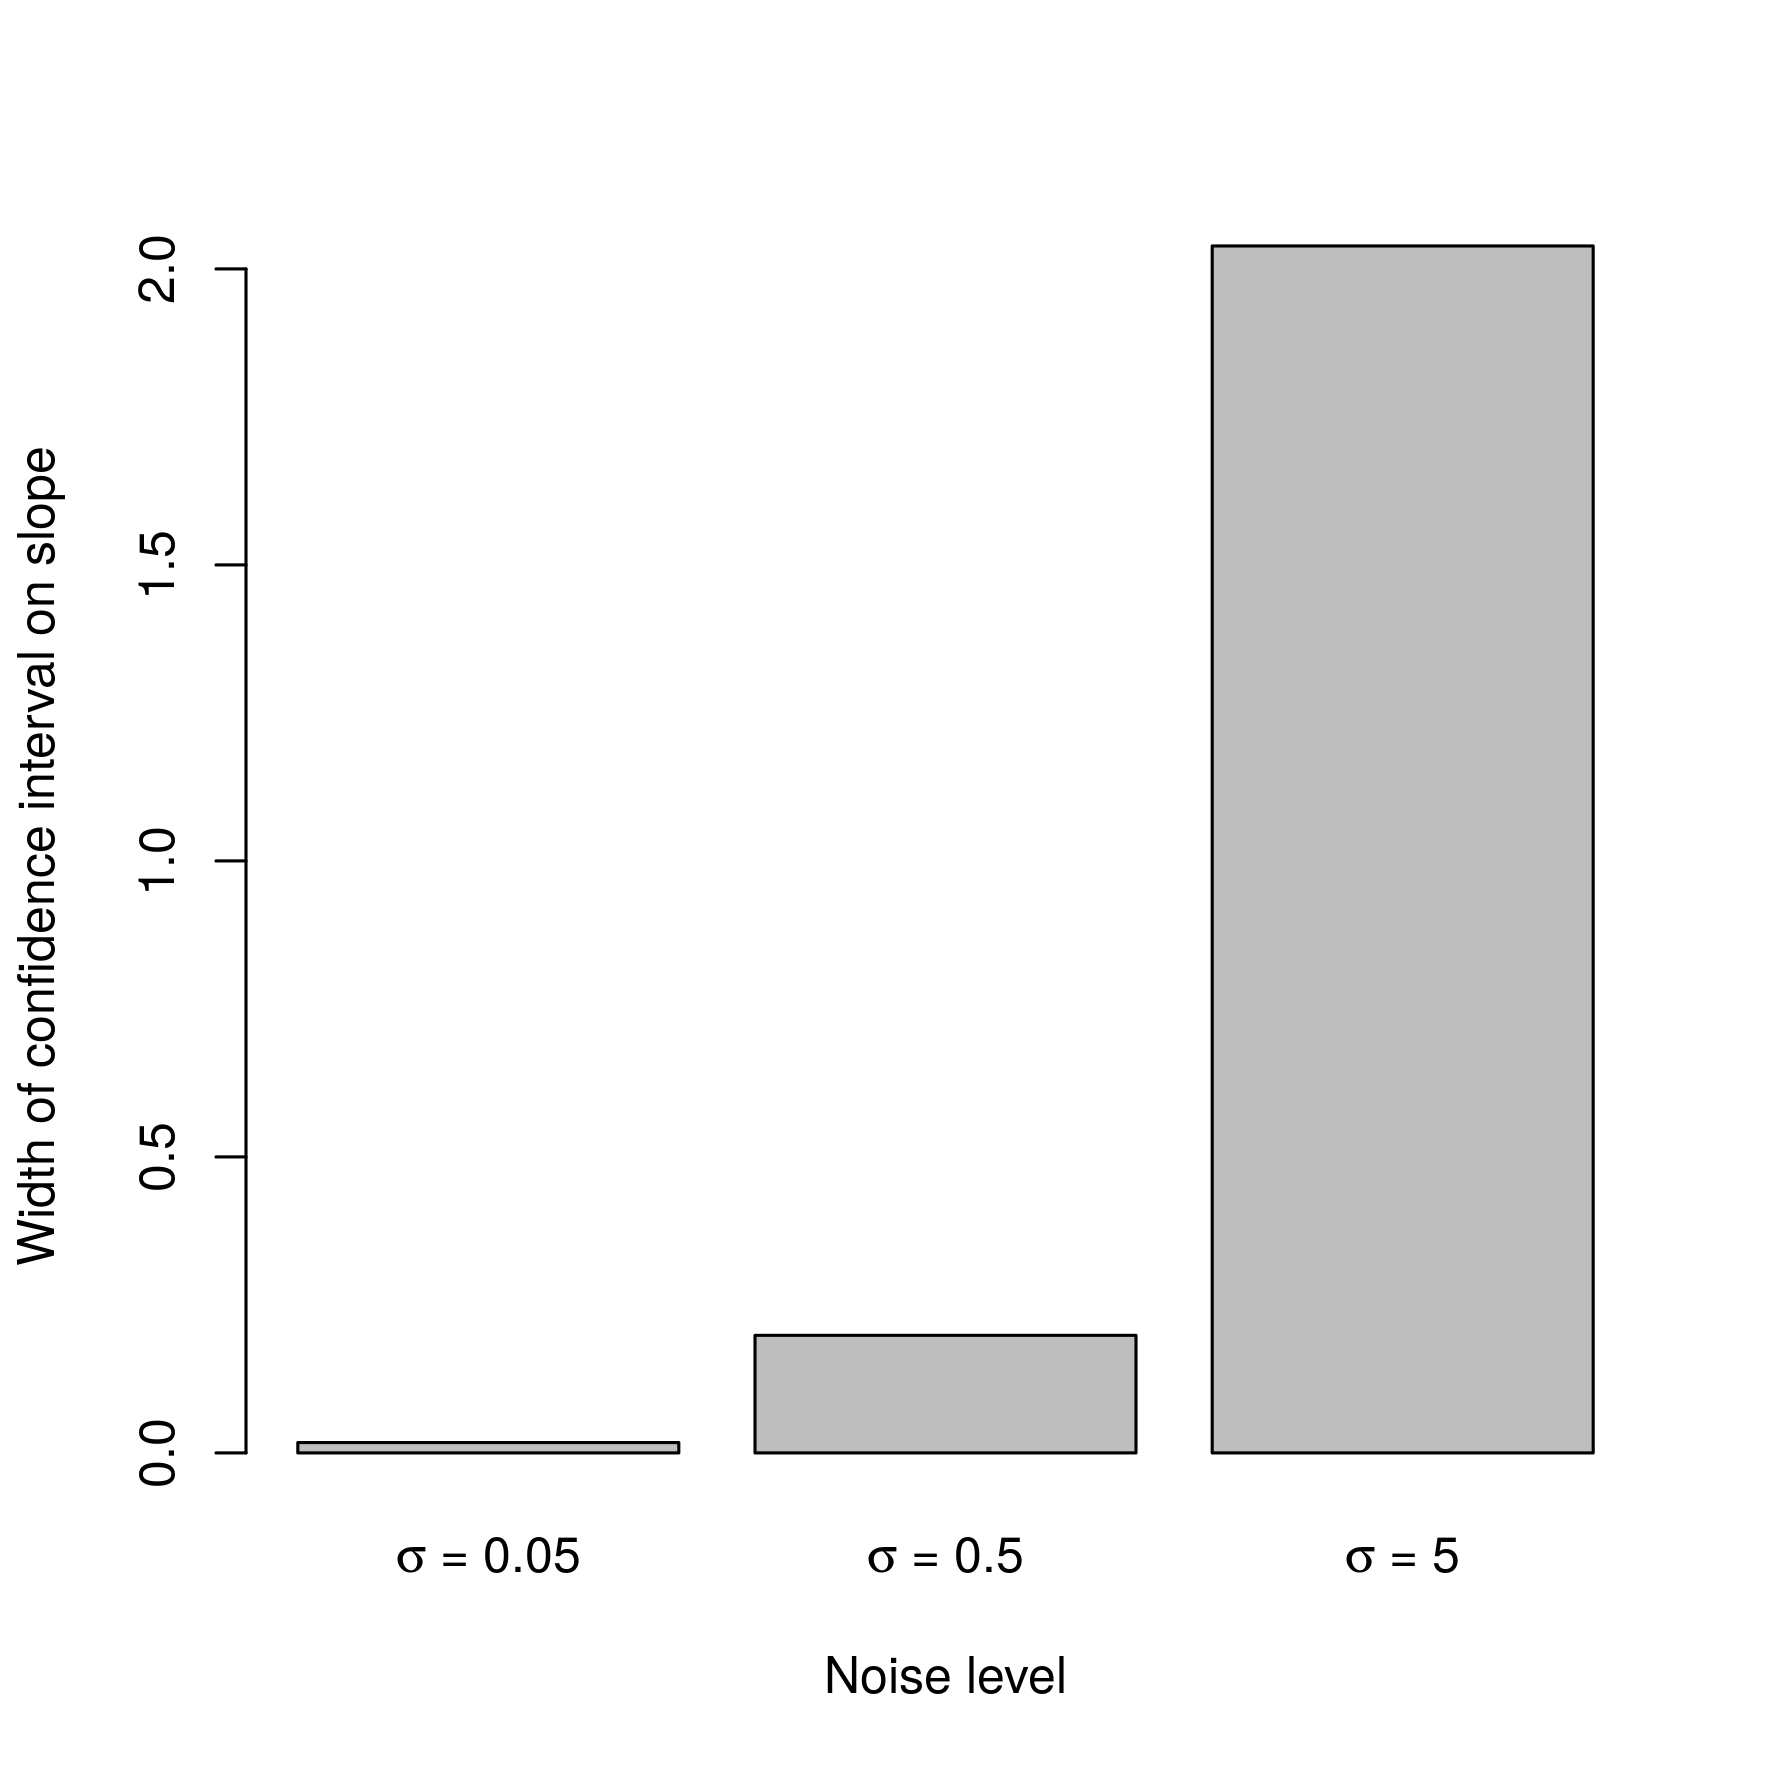 Width of confidence interval on slope
2.0
1.5
1.0
0.5
0.0
σ = 0.05
σ = 0.5
σ = 5
Noise level